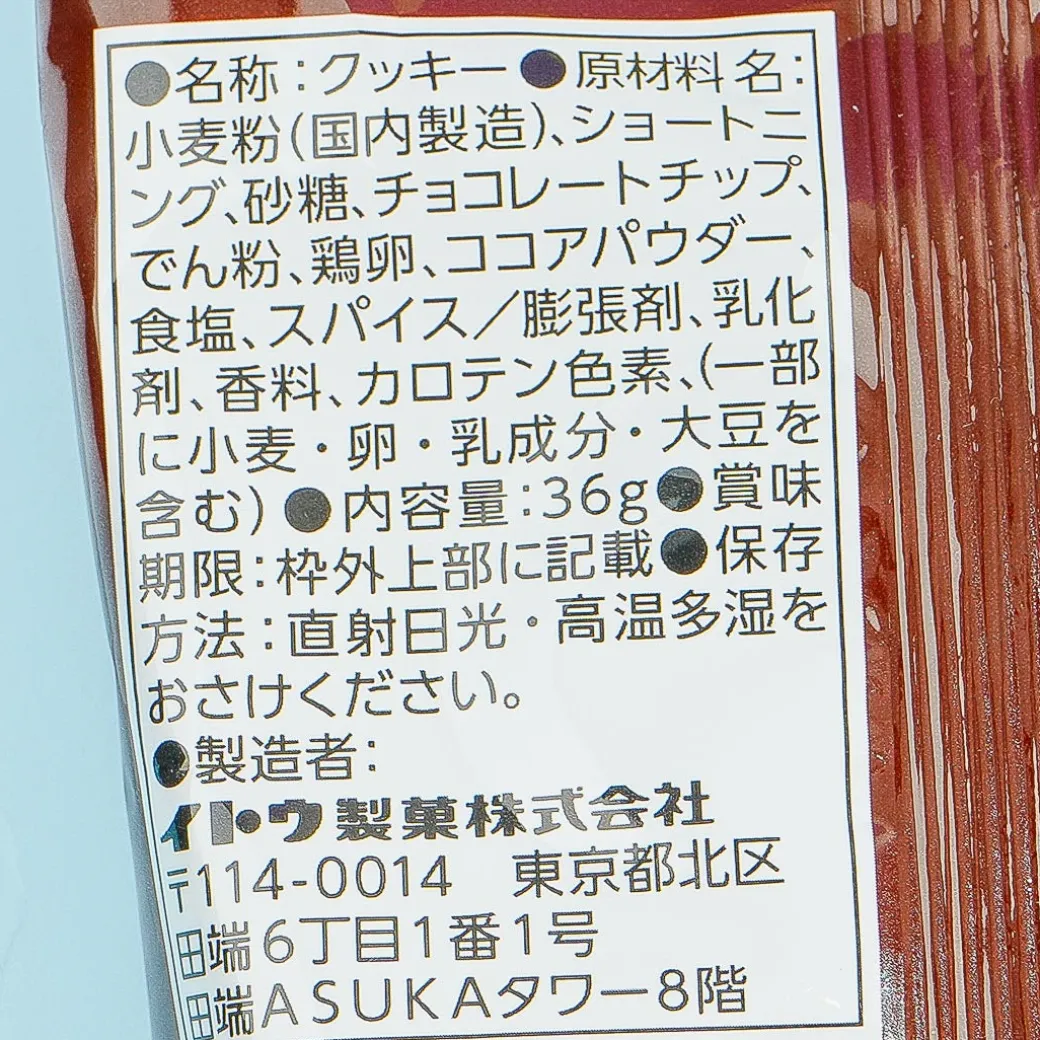 ●名称:クッキー●原材料名:
小麦粉(国内製造)、ショートニ
ング、砂糖、チョコレートチップ、
でん粉、鶏卵、ココアパウダー、
食塩、スパイス/膨張剤、乳化
剤、香料、カロテン色素、(一部
に小麦・卵・乳成分・大豆を
含む)●内容量:36g●賞味
期限:枠外上部に記載●保存
方法:直射日光・高温多湿を
おさけください。
●製造者:
イトウ製菓株式会社
〒114-0014 東京都北区
田端6丁目1番1号
田端ASUKAタワー8階